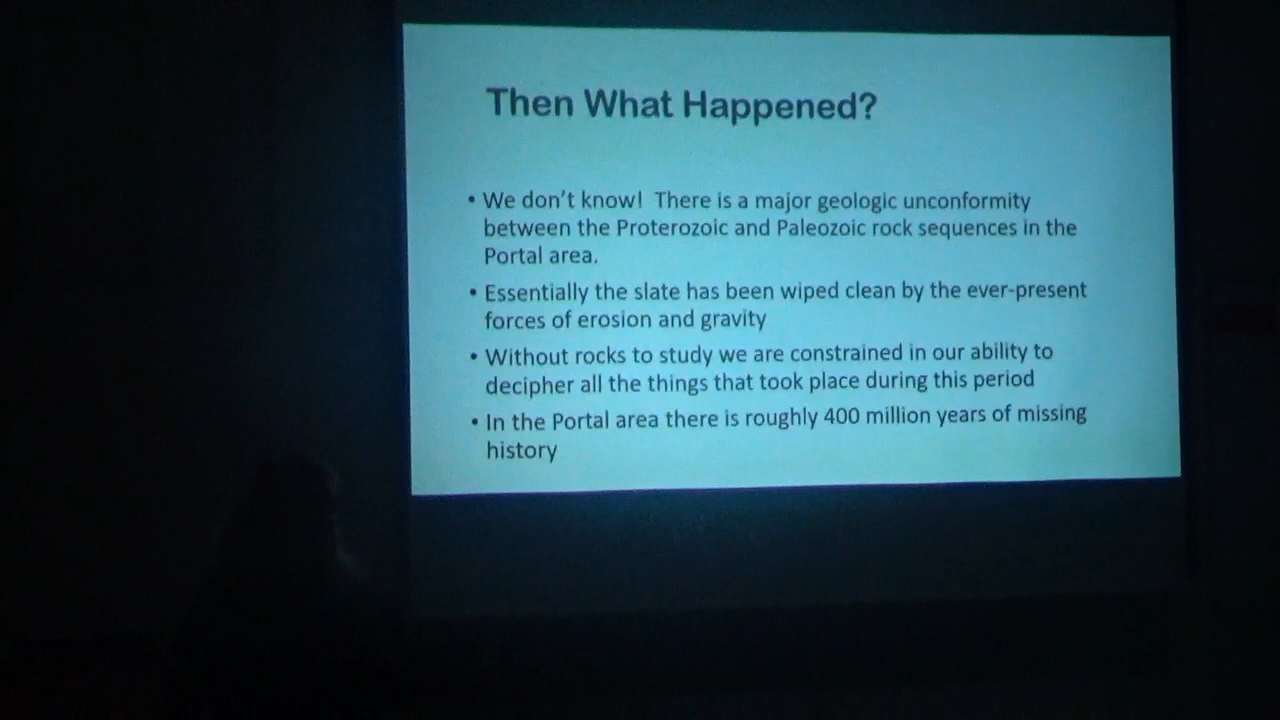 Then What Happened?
• We don't know!  There is a major geologic unconformity
between the Proterozoic and Paleozoic rock sequences in the
Portal area.
• Essentially the slate has been wiped clean by the ever-present
forces of erosion and gravity
• Without rocks to study we are constrained in our ability to
decipher all the things that took place during this period
• In the Portal area there is roughly 400 million years of missing
history